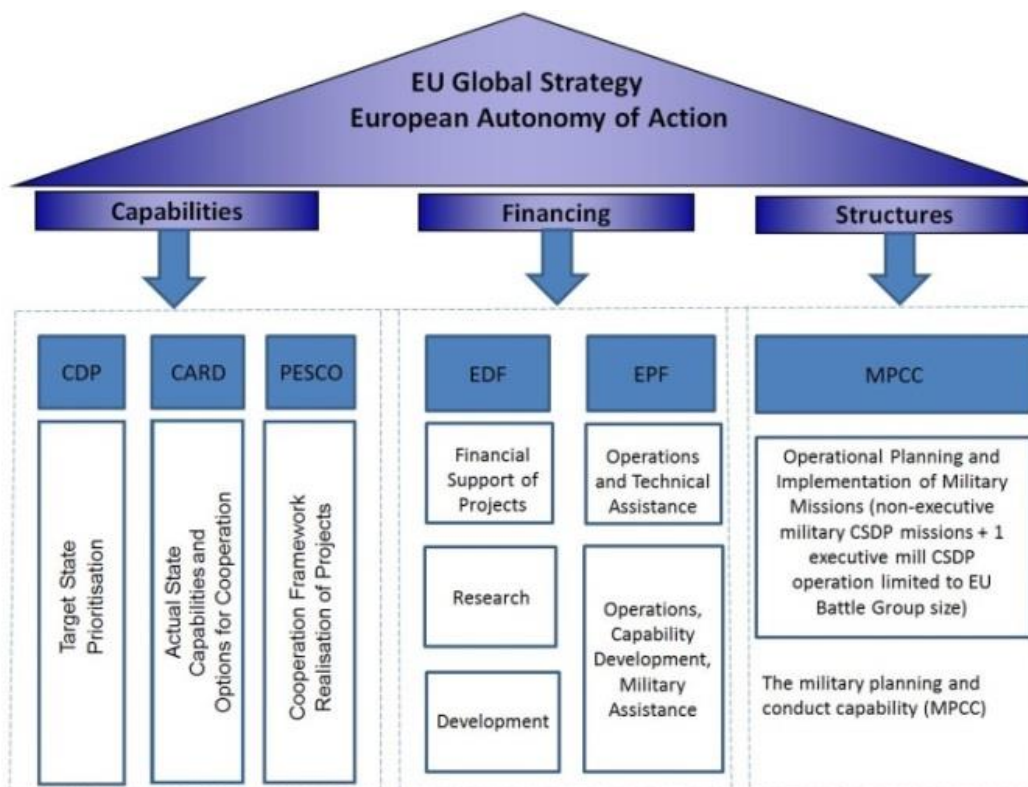 EU Global Strategy
European Autonomy of Action
Capabilities
Financing
Structures
CDP
CARD
PESCO
EDF
EPF
MPCC
Target State
Prioritisation
Actual State
Capabilities and
Options for Cooperation
Cooperation Framework
Realisation of Projects
Financial
Support of
Projects
Research
Development
Operations
and Technical
Assistance
Operations,
Capability
Development,
Military
Assistance
Operational Planning and
Implementation of Military
Missions (non-executive
military CSDP missions + 1
executive mill CSDP
operation limited to EU
Battle Group size)
The military planning and
conduct capability (MPCC)